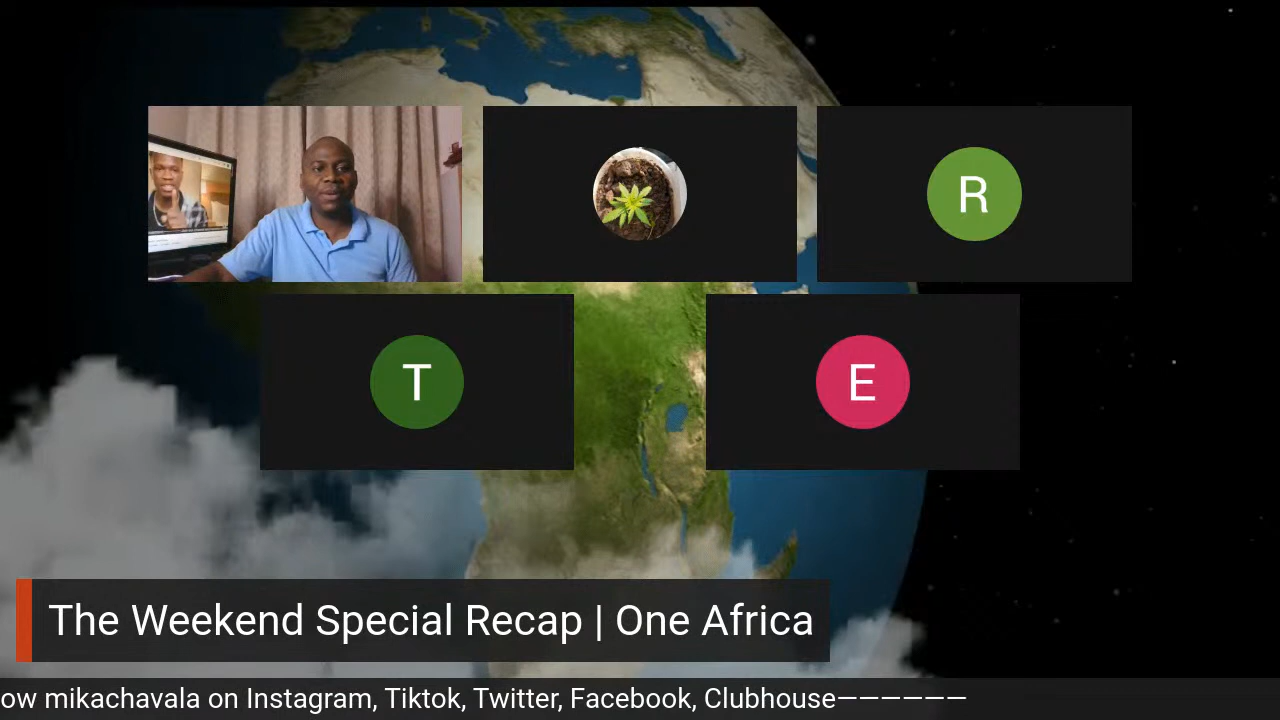 R
T
E
The Weekend Special Recap | One Africa
ow mikachavala on Instagram, Tiktok, Twitter, Facebook, Clubhouse——————